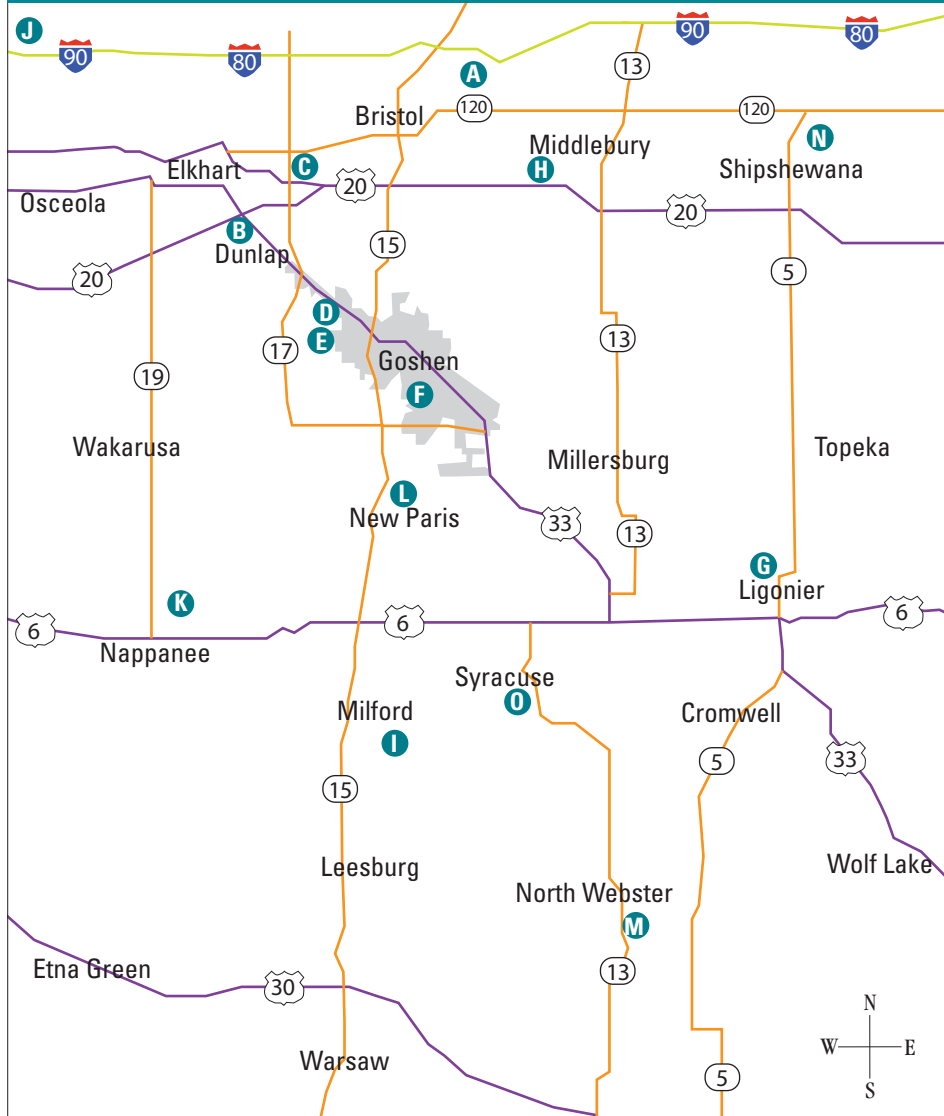 J
90
80
90
80
13
A
120
120
Bristol
N
Middlebury
Shipshewana
Elkhart
C
H
20
Osceola
20
B
15
Dunlap
20
5
D
E
17
Goshen
13
19
F
Wakarusa
Millersburg
Topeka
L
New Paris
33
13
G
Ligonier
K
6
6
6
Nappanee
Syracuse
O
Milford
Cromwell
I
5
33
15
Leesburg
Wolf Lake
North Webster
M
Etna Green
13
30
N
W E
S
Warsaw
5